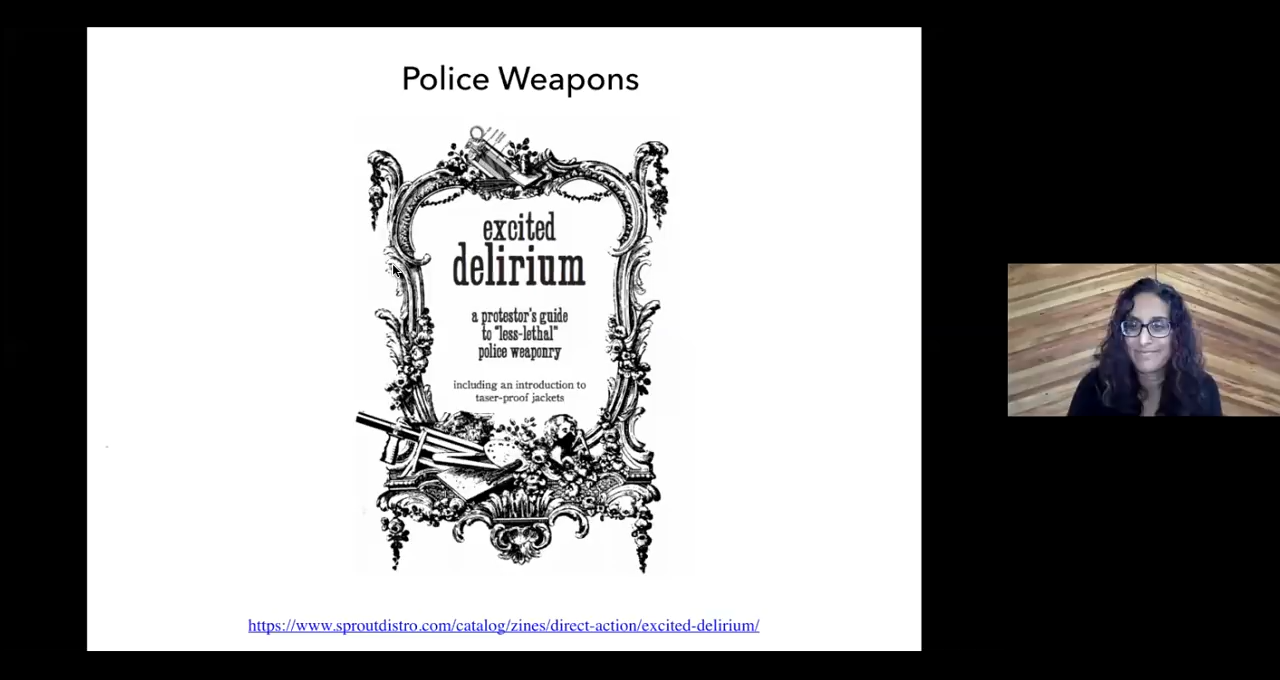 Police Weapons
excited
delirium
a protestor's guide
to "less-lethal"
police weaponry
including an introduction to
taser-proof jackets
https://www.sproutdistro.com/catalog/zines/direct-action/excited-delirium/